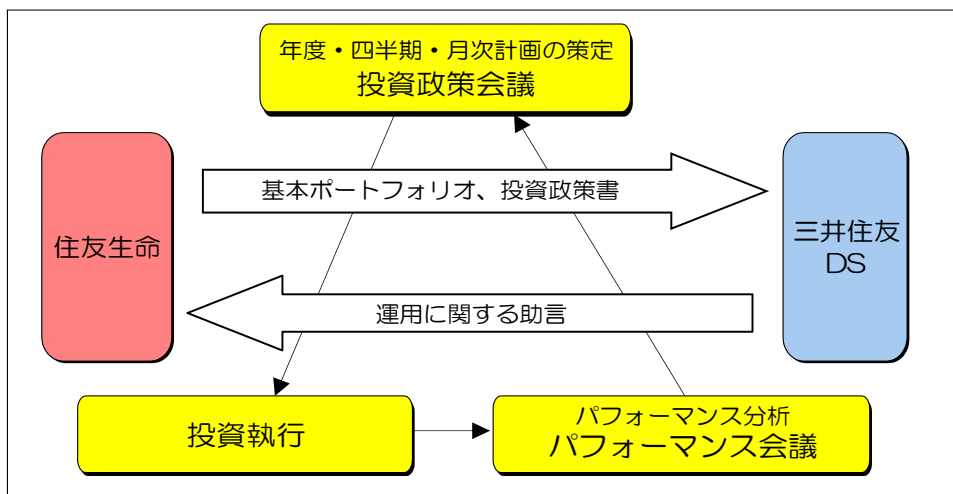 年度・四半期・月次計画の策定
投資政策会議
基本ポートフォリオ、投資政策書
住友生命
三井住友
DS
運用に関する助言
投資執行
パフォーマンス分析
パフォーマンス会議